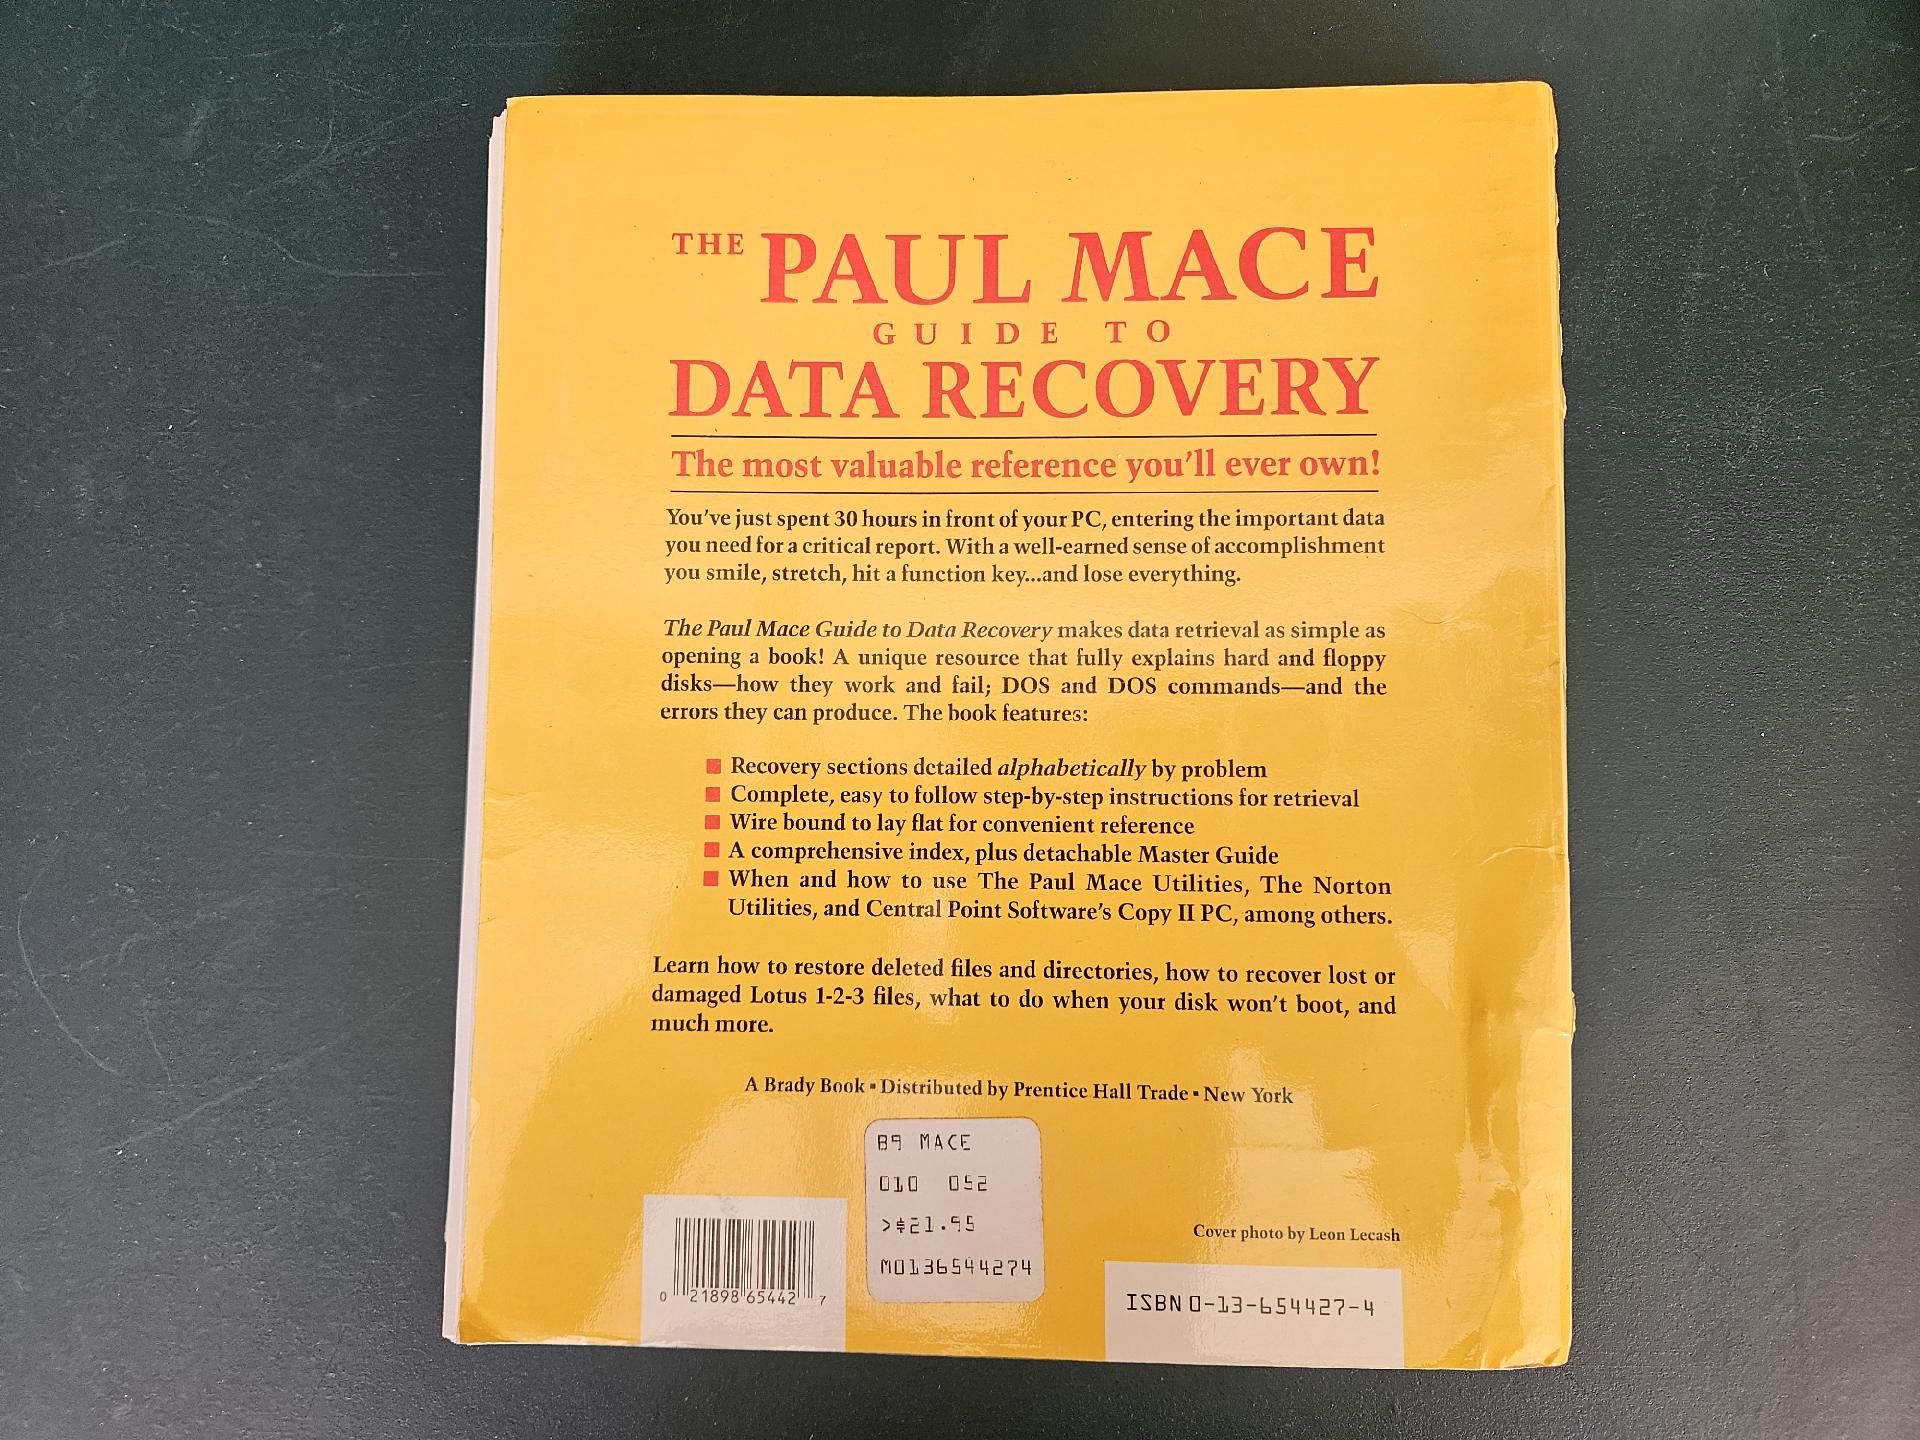 THE PAUL MACE
GUIDE TO
DATA RECOVERY
The most valuable reference you'll ever own!
You've just spent 30 hours in front of your PC, entering the important data
you need for a critical report. With a well-earned sense of accomplishment
you smile, stretch, hit a function key...and lose everything.
The Paul Mace Guide to Data Recovery makes data retrieval as simple as
opening a book! A unique resource that fully explains hard and floppy
disks—how they work and fail; DOS and DOS commands—and the
errors they can produce. The book features:
■ Recovery sections detailed alphabetically by problem
■ Complete, easy to follow step-by-step instructions for retrieval
■ Wire bound to lay flat for convenient reference
■ A comprehensive index, plus detachable Master Guide
■ When and how to use The Paul Mace Utilities, The Norton
Utilities, and Central Point Software's Copy II PC, among others.
Learn how to restore deleted files and directories, how to recover lost or
damaged Lotus 1-2-3 files, what to do when your disk won't boot, and
much more.
A Brady Book ▪ Distributed by Prentice Hall Trade ▪ New York
B9 MACE
010 052
>$21.95
M0136544274
0 21898 65442 7
Cover photo by Leon Lecash
ISBN 0-13-654427-4